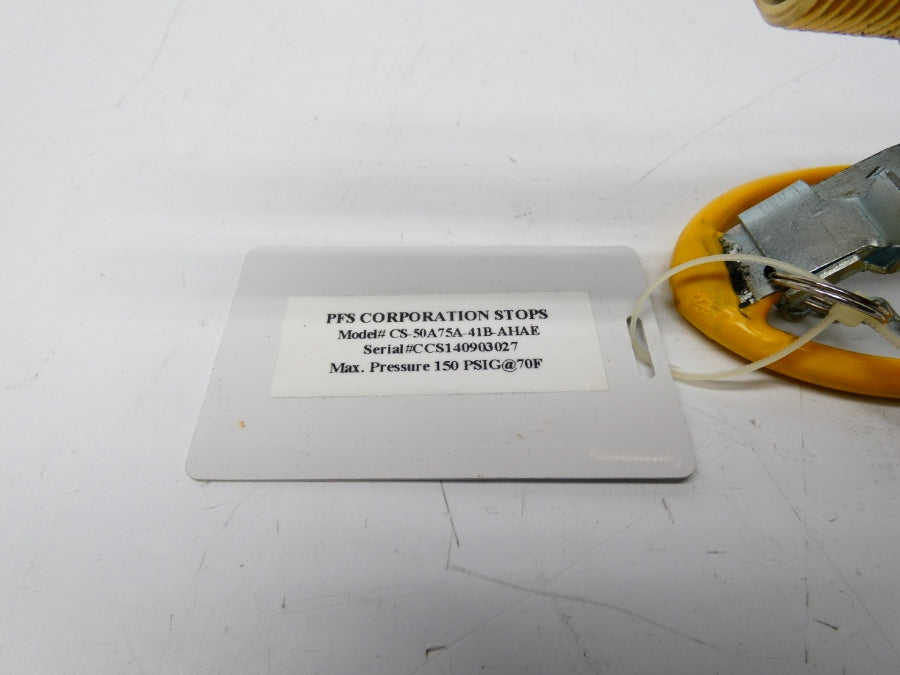 PFS CORPORATION STOPS
Model# CS-50A75A-41B-AHAE
Serial#CCS140903027
Max. Pressure 150 PSIG@70F